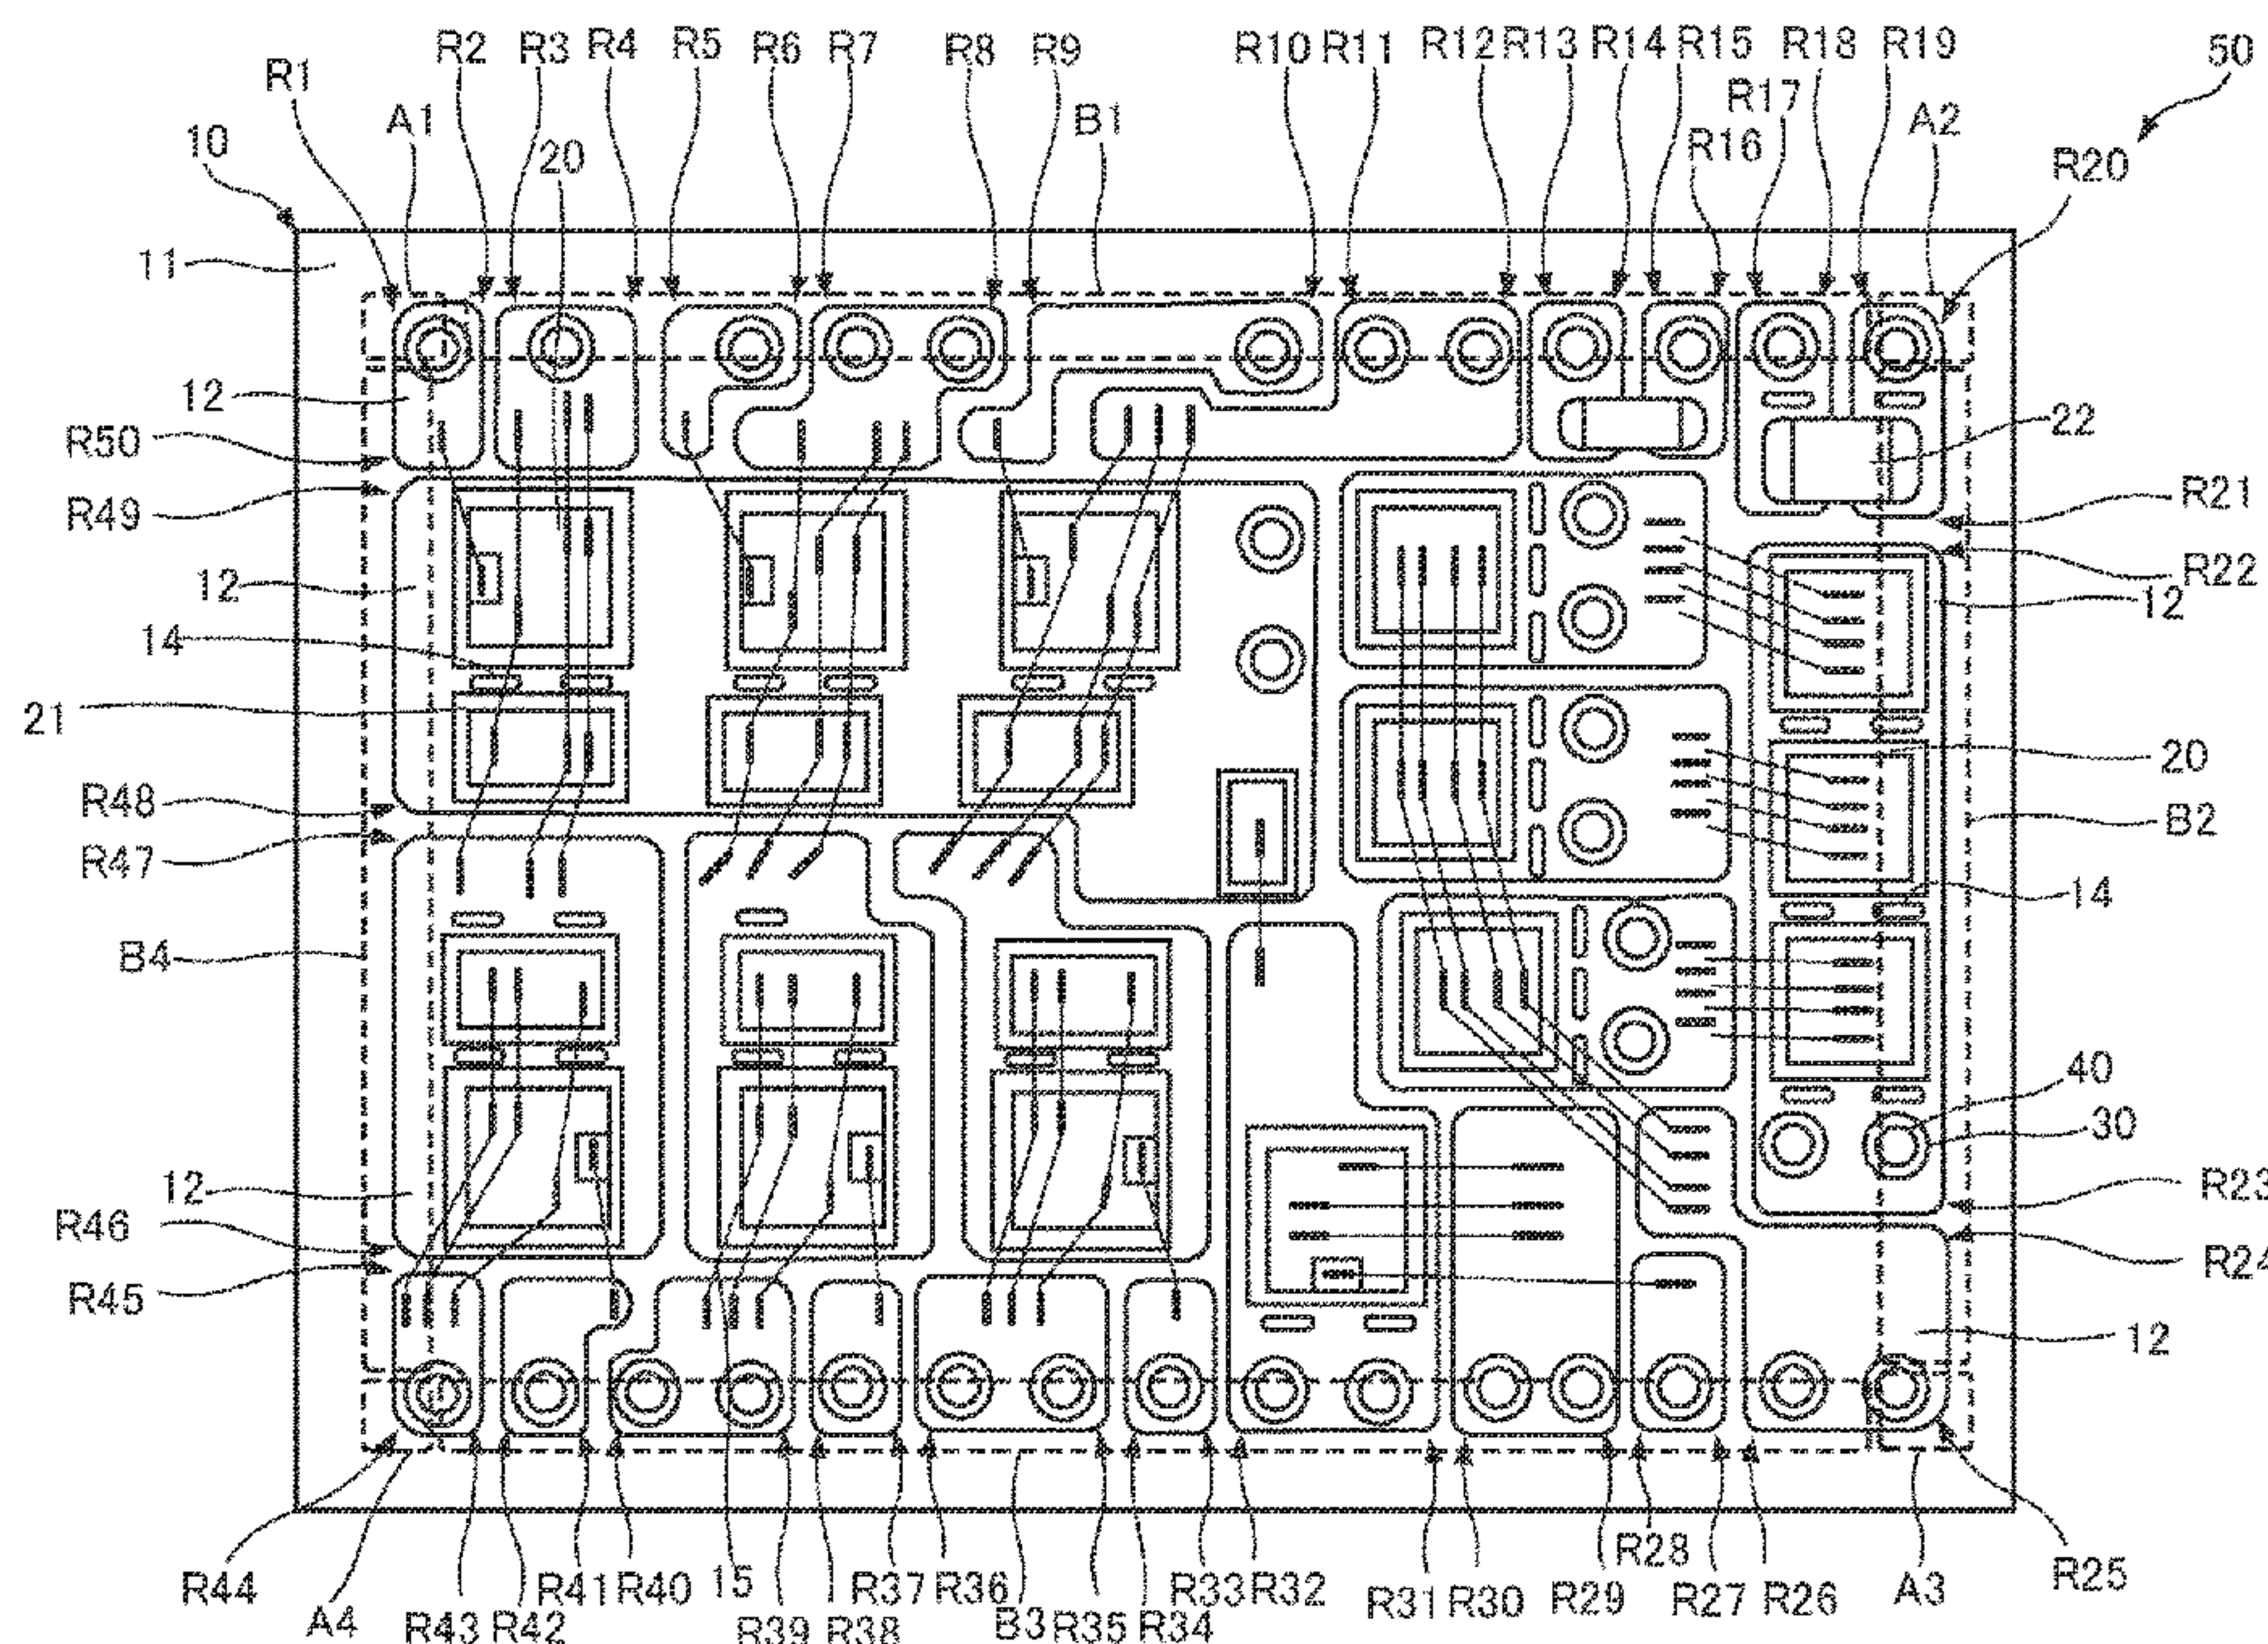 R2 R3 R4 R5 R6 R7 R8 R9 R10 R11 R12 R13 R14 R15 R18 R19 50
R1 A1 B1 R17 A2
10 20 R16 R20
11
12 22
R50
R49 R21
12 R22
12
14
21 20
R48 B2
R47
14
B4
40
30
12 R23
R46 R24
R45
12
R28
R44 R41 R40 15 R37 R36 R33 R32 R31 R30 R29 R27 R26 A3 R25
A4 R43 R42 R39 R38 B3 R35 R34